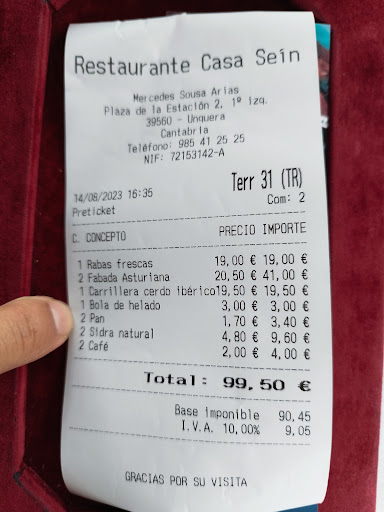 Restaurante Casa Seín
Mercedes Sousa Arias
Plaza de la Estación 2, 1º izq.
39560 - Unquera
Cantabria
Teléfono: 985 41 25 25
NIF: 72153142-A
Terr 31 (TR)
14/08/2023 16:35 Com: 2
Preticket
C. CONCEPTO PRECIO IMPORTE
1 Rabas frescas 19,00 € 19,00 €
2 Fabada Asturiana 20,50 € 41,00 €
1 Carrillera cerdo ibérico19,50 € 19,50 €
1 Bola de helado 3,00 € 3,00 €
2 Pan 1,70 € 3,40 €
2 Sidra natural 4,80 € 9,60 €
2 Café 2,00 € 4,00 €
Total: 99,50 €
Base imponible 90,45
I.V.A. 10,00% 9,05
GRACIAS POR SU VISITA